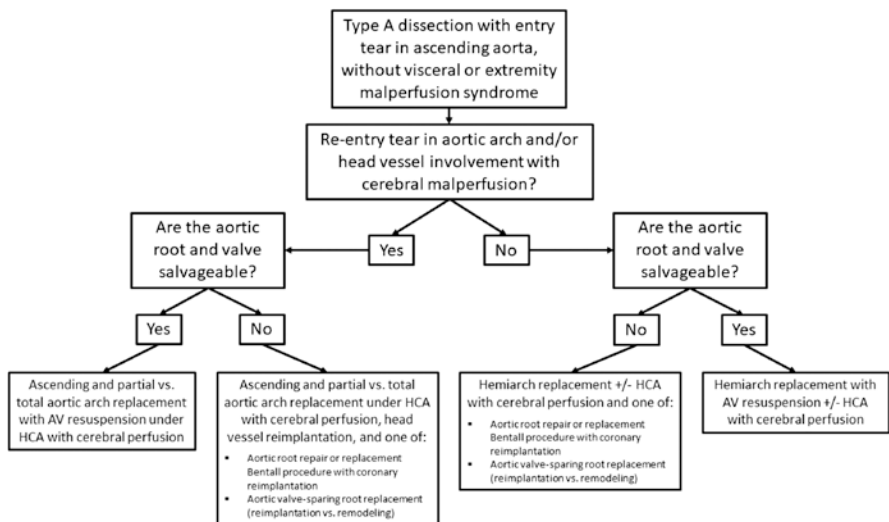 Type A dissection with entry
tear in ascending aorta,
without visceral or extremity
malperfusion syndrome
Re-entry tear in aortic arch and/or
head vessel involvement with
cerebral malperfusion?
Are the aortic
root and valve
salvageable?
Yes
No
Are the aortic
root and valve
salvageable?
Yes
No
No
Yes
Ascending and partial vs.
total aortic arch replacement
with AV resuspension under
HCA with cerebral perfusion
Ascending and partial vs. total
aortic arch replacement under HCA
with cerebral perfusion, head
vessel reimplantation, and one of:
▪ Aortic root repair or replacement
Bentall procedure with coronary
reimplantation
▪ Aortic valve-sparing root replacement
(reimplantation vs. remodeling)
Hemiarch replacement +/- HCA
with cerebral perfusion and one of:
▪ Aortic root repair or replacement
Bentall procedure with coronary
reimplantation
▪ Aortic valve-sparing root replacement
(reimplantation vs. remodeling)
Hemiarch replacement with
AV resuspension +/- HCA
with cerebral perfusion